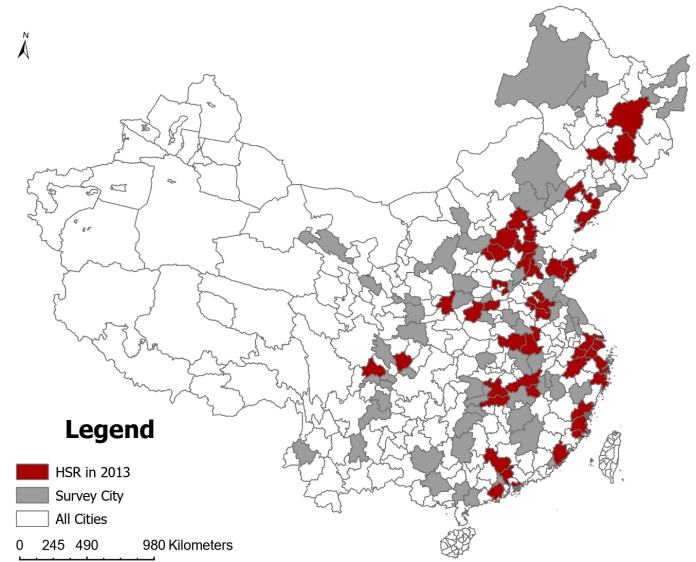 N
Legend
HSR in 2013
Survey City
All Cities
0 245 490 980 Kilometers